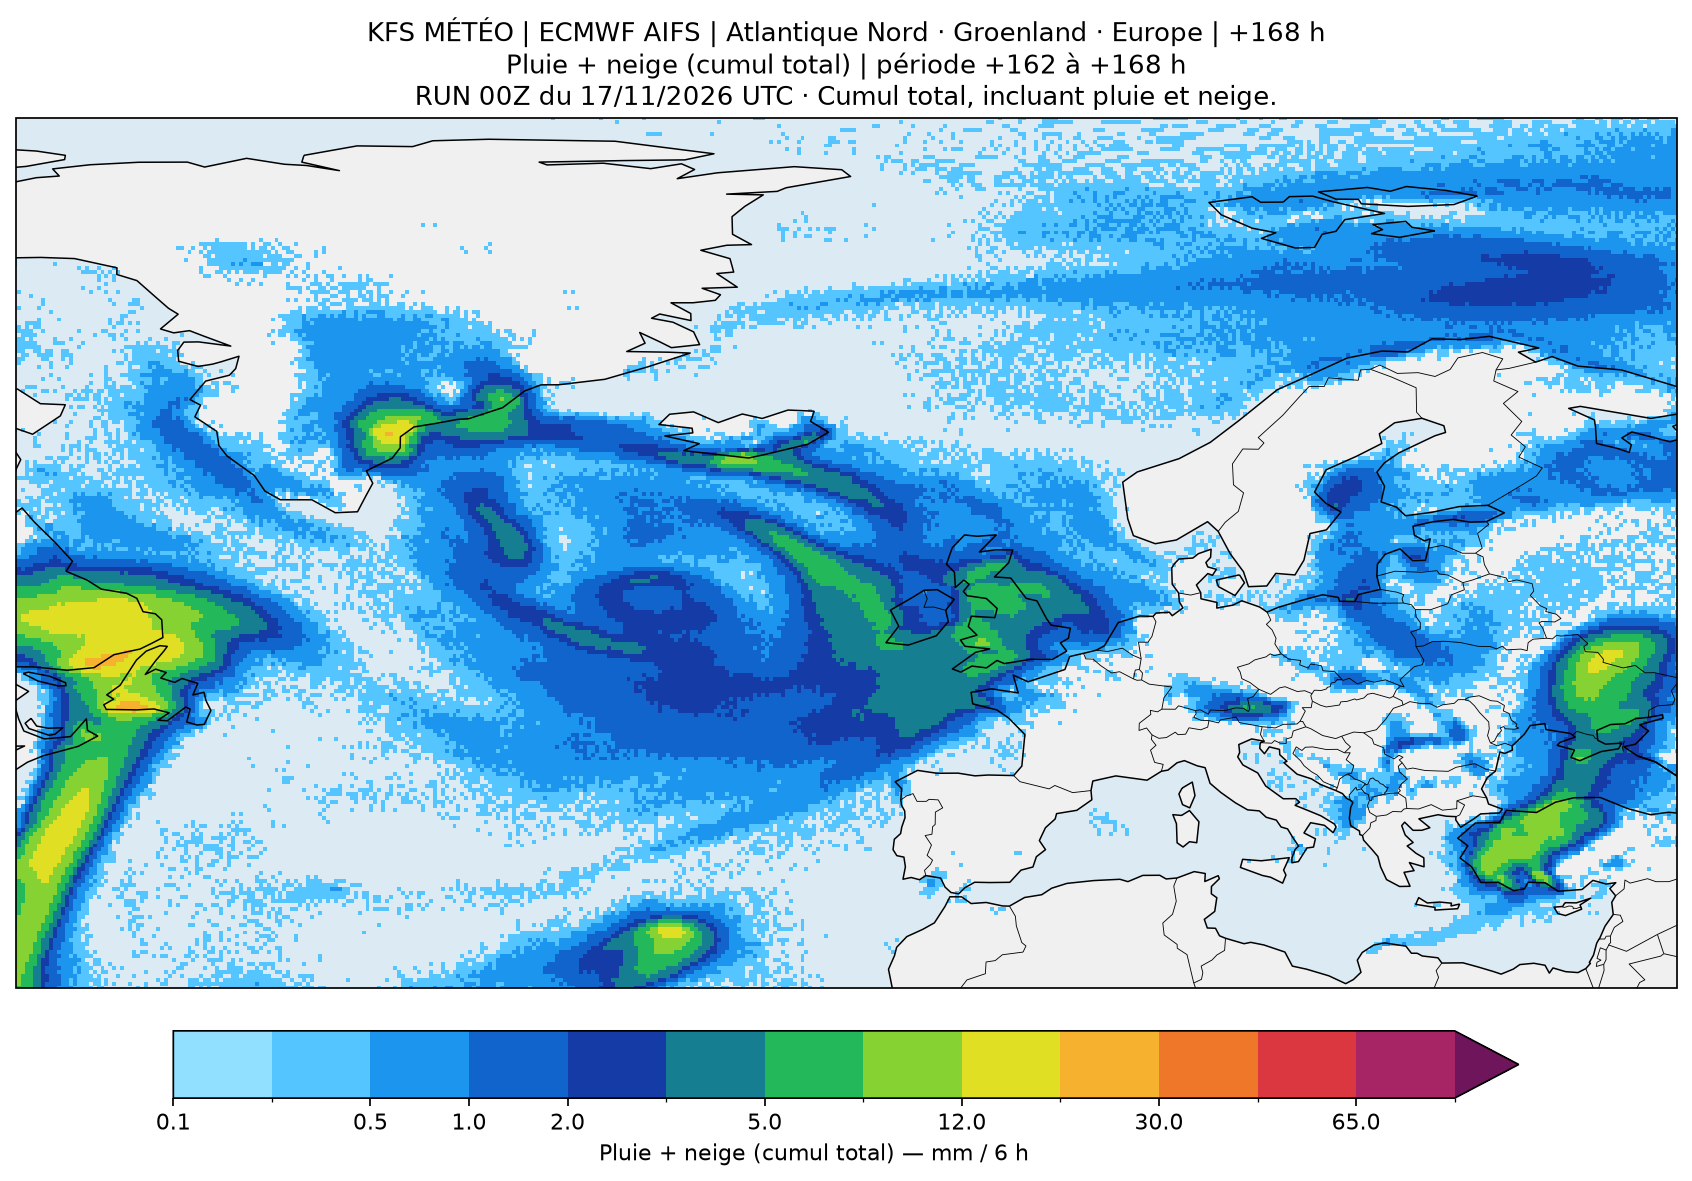 KFS MÉTÉO | ECMWF AIFS | Atlantique Nord · Groenland · Europe | +168 h
Pluie + neige (cumul total) | période +162 à +168 h
RUN 00Z du 17/11/2026 UTC · Cumul total, incluant pluie et neige.
0.1 0.5 1.0 2.0 5.0 12.0 30.0 65.0
Pluie + neige (cumul total) — mm / 6 h